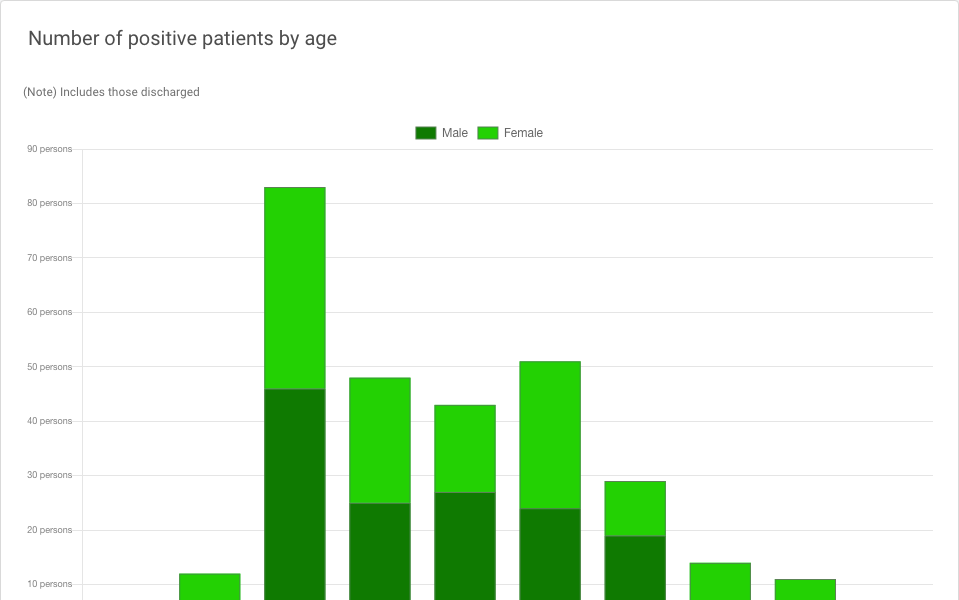 Number of positive patients by age
(Note) Includes those discharged
Male Female
90 persons
80 persons
70 persons
60 persons
50 persons
40 persons
30 persons
20 persons
10 persons